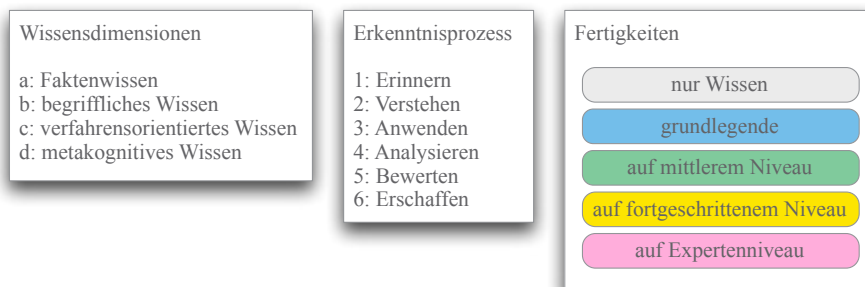 Wissensdimensionen
a: Faktenwissen
b: begriffliches Wissen
c: verfahrensorientiertes Wissen
d: metakognitives Wissen
Erkenntnisprozess
1: Erinnern
2: Verstehen
3: Anwenden
4: Analysieren
5: Bewerten
6: Erschaffen
Fertigkeiten
nur Wissen
grundlegende
auf mittlerem Niveau
auf fortgeschrittenem Niveau
auf Expertenniveau